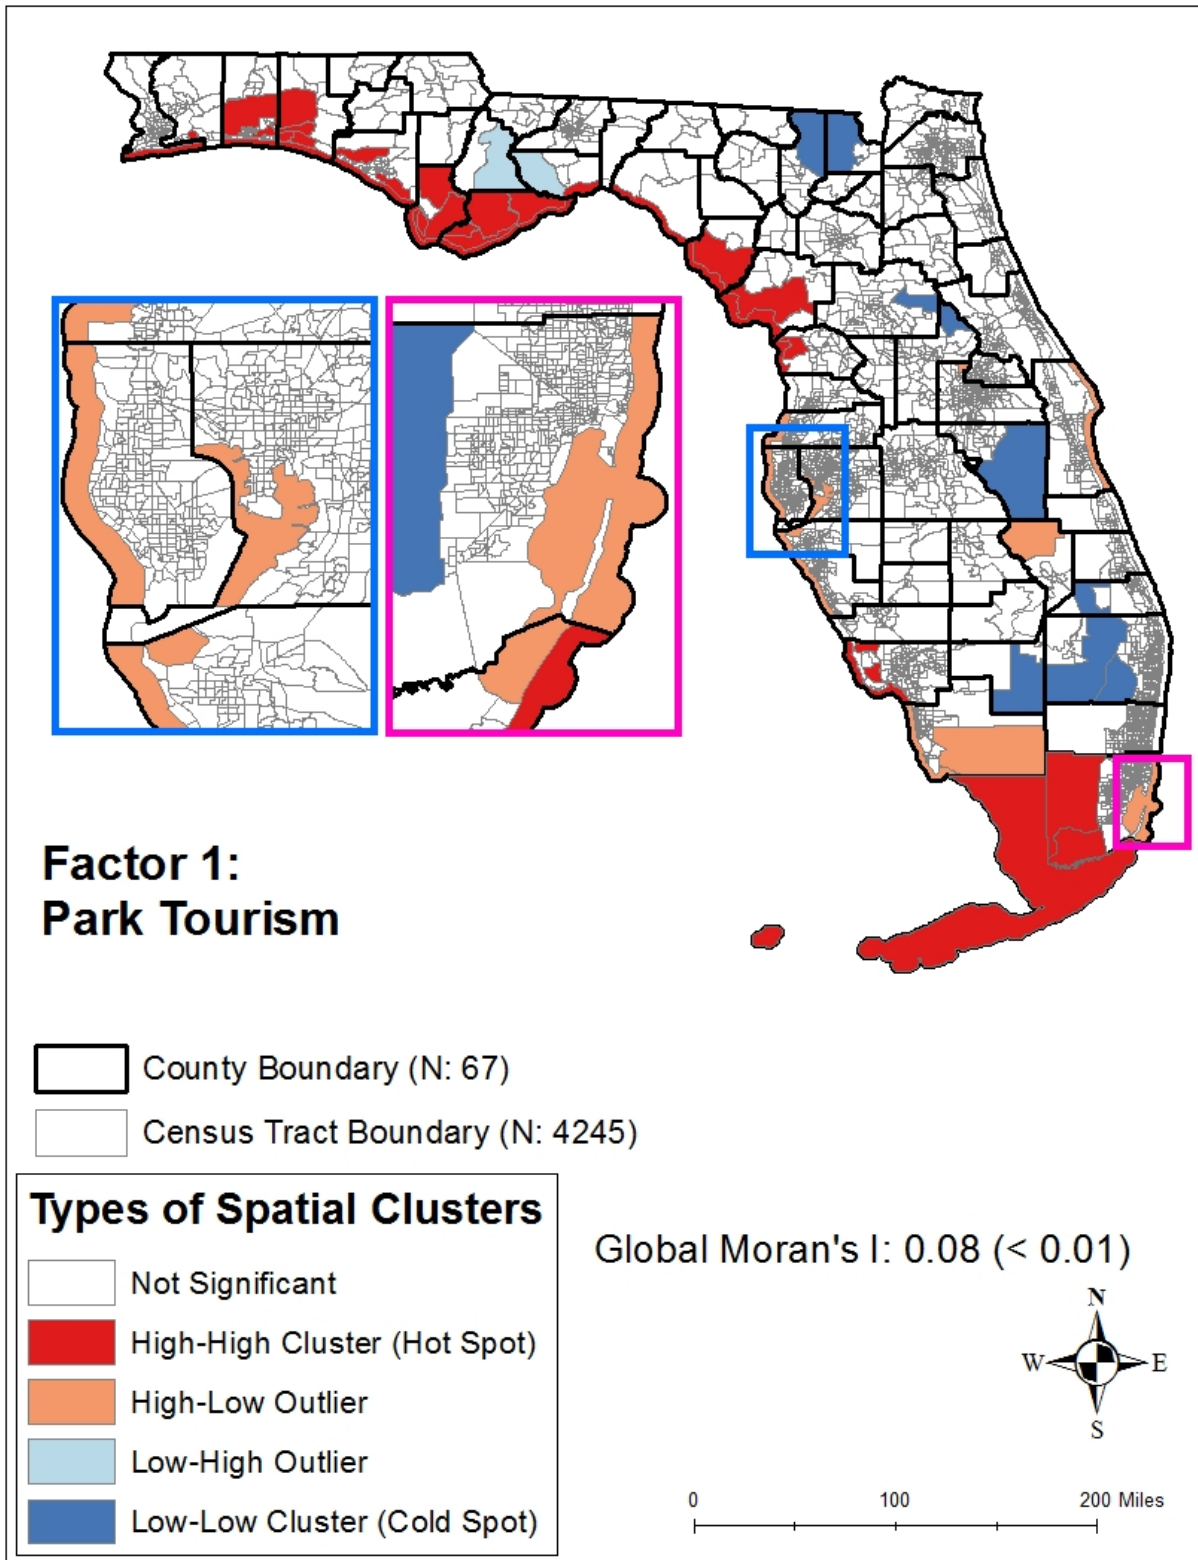 Factor 1:
Park Tourism
County Boundary (N: 67)
Census Tract Boundary (N: 4245)
Types of Spatial Clusters
Not Significant
High-High Cluster (Hot Spot)
High-Low Outlier
Low-High Outlier
Low-Low Cluster (Cold Spot)
Global Moran's I: 0.08 (< 0.01)
N
W E
S
0 100 200 Miles